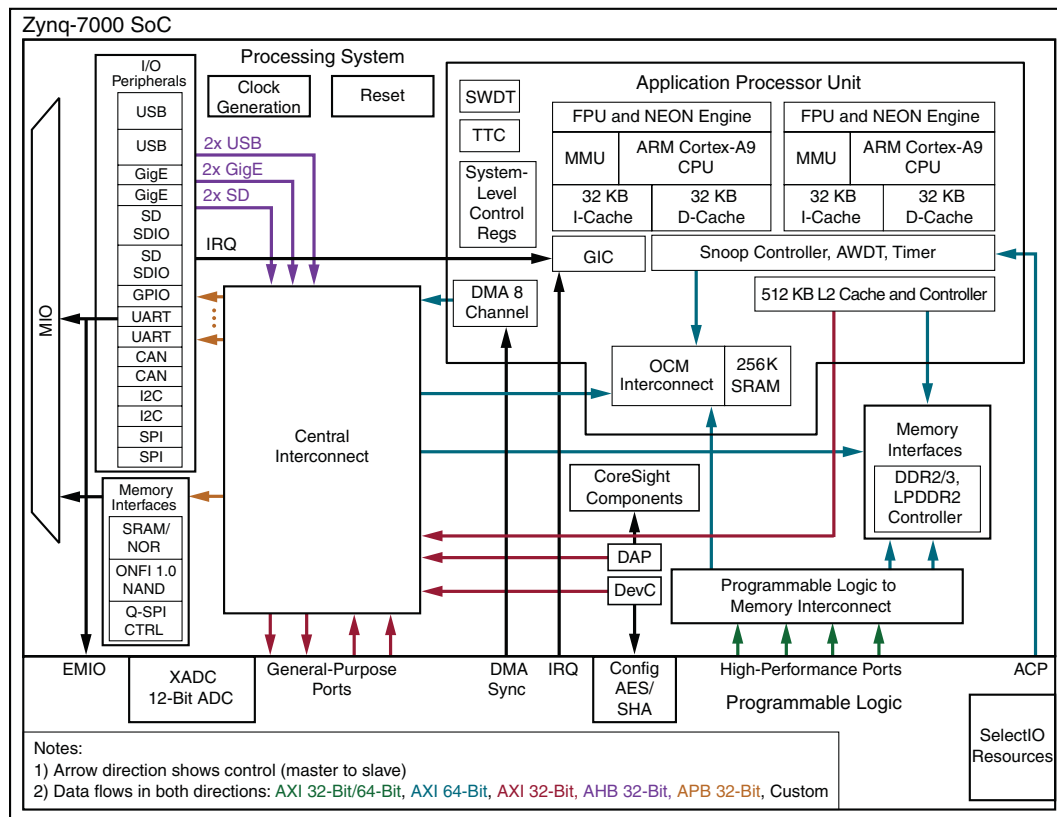 Zynq-7000 SoC
Processing System
I/O
Peripherals
USB
USB
GigE
GigE
SD
SDIO
SD
SDIO
GPIO
UART
UART
CAN
CAN
I2C
I2C
SPI
SPI
MIO
Clock
Generation
Reset
2x USB
2x GigE
2x SD
IRQ
Application Processor Unit
SWDT
TTC
System-
Level
Control
Regs
FPU and NEON Engine
MMU
ARM Cortex-A9
CPU
32 KB
I-Cache
32 KB
D-Cache
FPU and NEON Engine
MMU
ARM Cortex-A9
CPU
32 KB
I-Cache
32 KB
D-Cache
GIC
Snoop Controller, AWDT, Timer
DMA 8
Channel
512 KB L2 Cache and Controller
OCM
Interconnect
256K
SRAM
Central
Interconnect
Memory
Interfaces
DDR2/3,
LPDDR2
Controller
CoreSight
Components
DAP
DevC
Programmable Logic to
Memory Interconnect
Memory
Interfaces
SRAM/
NOR
ONFI 1.0
NAND
Q-SPI
CTRL
EMIO
XADC
12-Bit ADC
General-Purpose
Ports
DMA
Sync
IRQ
Config
AES/
SHA
High-Performance Ports
ACP
Programmable Logic
SelectIO
Resources
Notes:
1) Arrow direction shows control (master to slave)
2) Data flows in both directions: AXI 32-Bit/64-Bit, AXI 64-Bit, AXI 32-Bit, AHB 32-Bit, APB 32-Bit, Custom